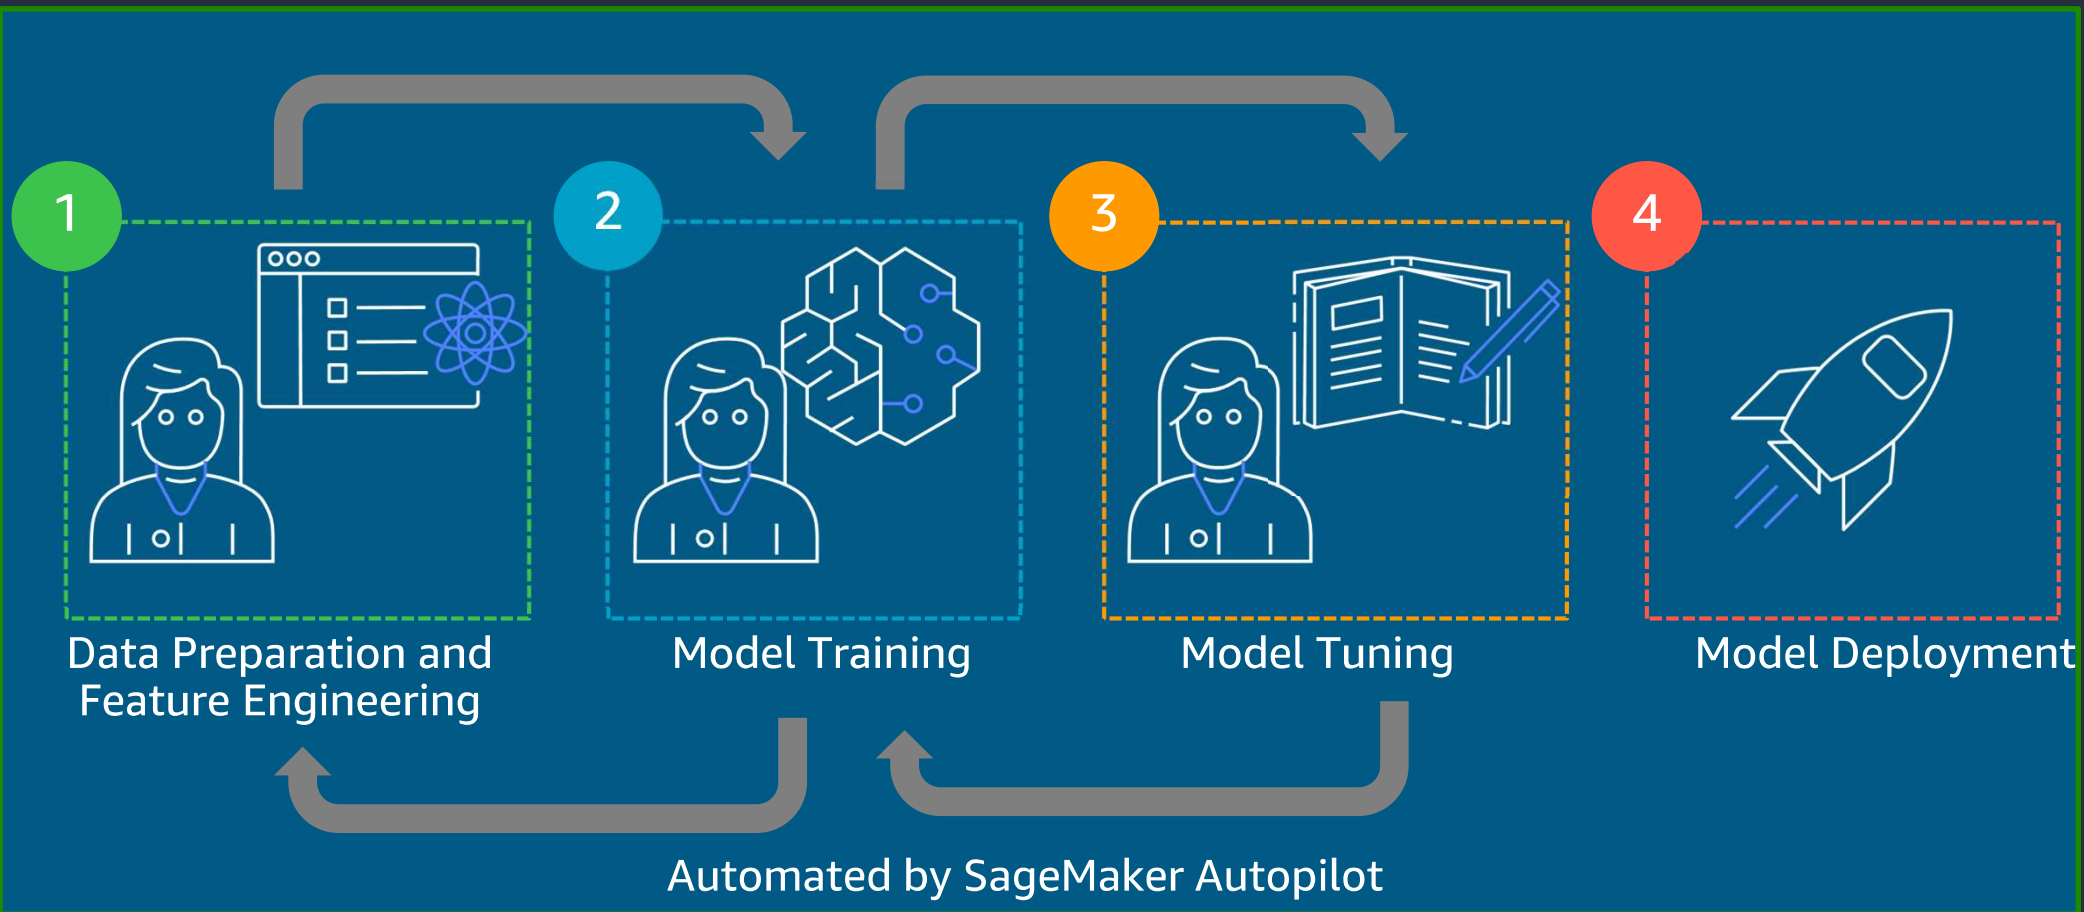 1
2
3
4
Data Preparation and
Feature Engineering
Model Training
Model Tuning
Model Deployment
Automated by SageMaker Autopilot